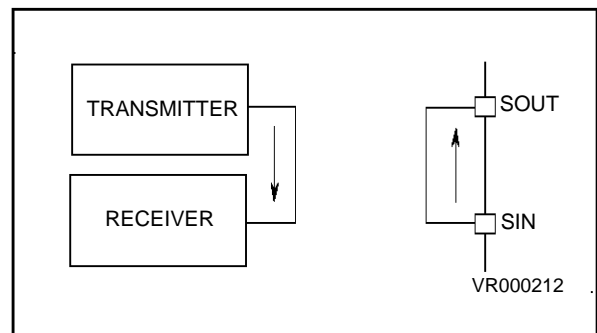 TRANSMITTER
RECEIVER
SOUT
SIN
VR000212